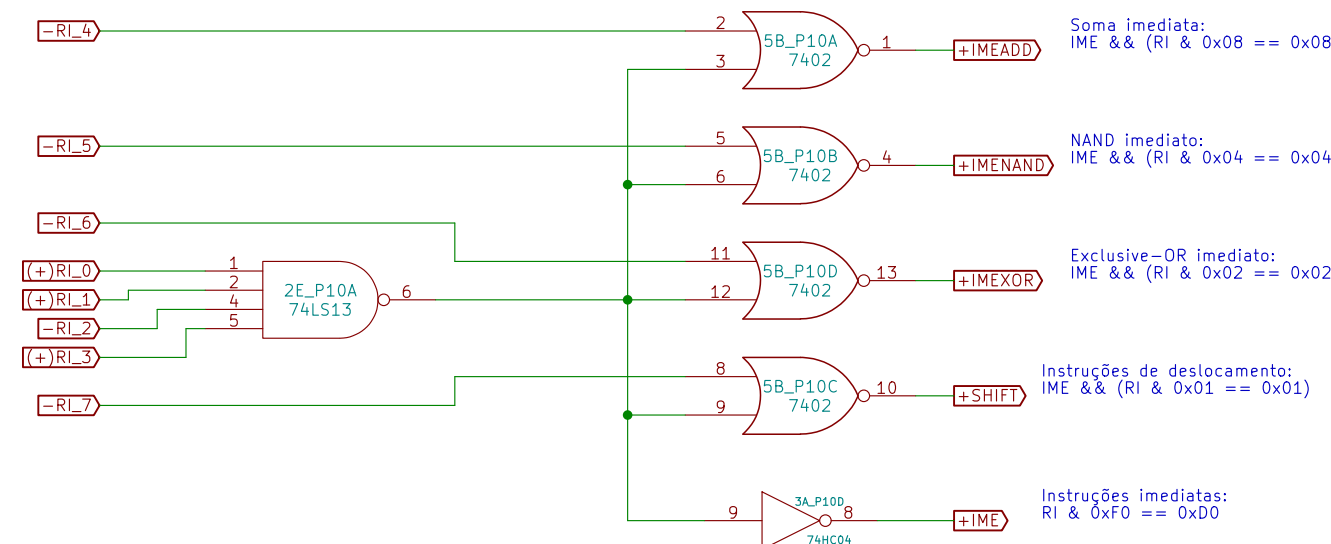 -RI_4
2
3
5B_P10A
7402
1
+IMEADD
Soma imediata:
IME && (RI & 0x08 == 0x08
-RI_5
5
6
5B_P10B
7402
4
+IMENAND
NAND imediato:
IME && (RI & 0x04 == 0x04
-RI_6
11
12
5B_P10D
7402
13
+IMEXOR
Exclusive-OR imediato:
IME && (RI & 0x02 == 0x02
(+)RI_0
(+)RI_1
-RI_2
(+)RI_3
1
2
4
5
2E_P10A
74LS13
6
-RI_7
8
9
5B_P10C
7402
10
+SHIFT
Instruções de deslocamento:
IME && (RI & 0x01 == 0x01)
9
3A_P10D
74HC04
8
+IME
Instruções imediatas:
RI & 0xF0 == 0xD0